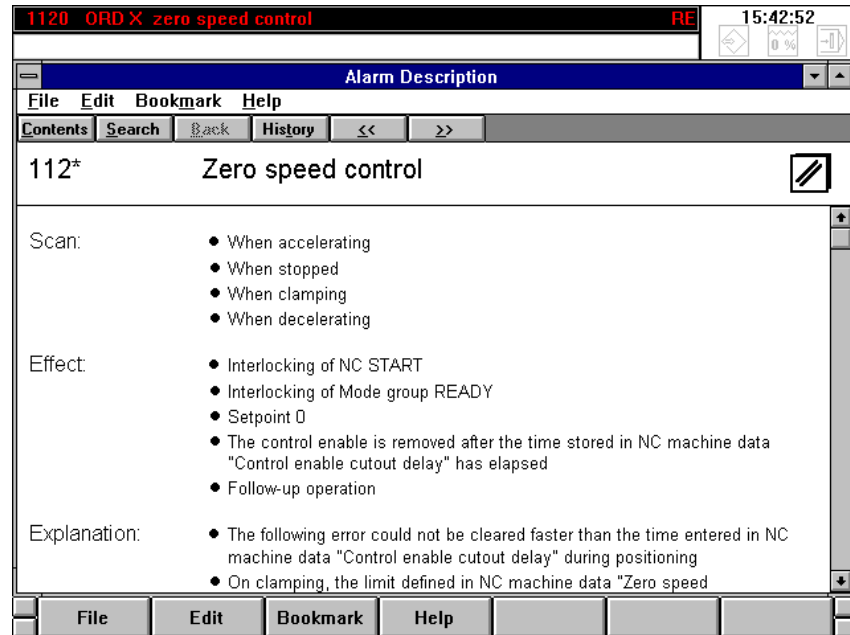 1120 ORD X zero speed control RE 15:42:52
0 %
Alarm Description
File Edit Bookmark Help
Contents Search Back History << >>
112* Zero speed control
Scan:
● When accelerating
● When stopped
● When clamping
● When decelerating
Effect:
● Interlocking of NC START
● Interlocking of Mode group READY
● Setpoint 0
● The control enable is removed after the time stored in NC machine data
"Control enable cutout delay" has elapsed
● Follow-up operation
Explanation:
● The following error could not be cleared faster than the time entered in NC
machine data "Control enable cutout delay" during positioning
● On clamping, the limit defined in NC machine data "Zero speed
File Edit Bookmark Help